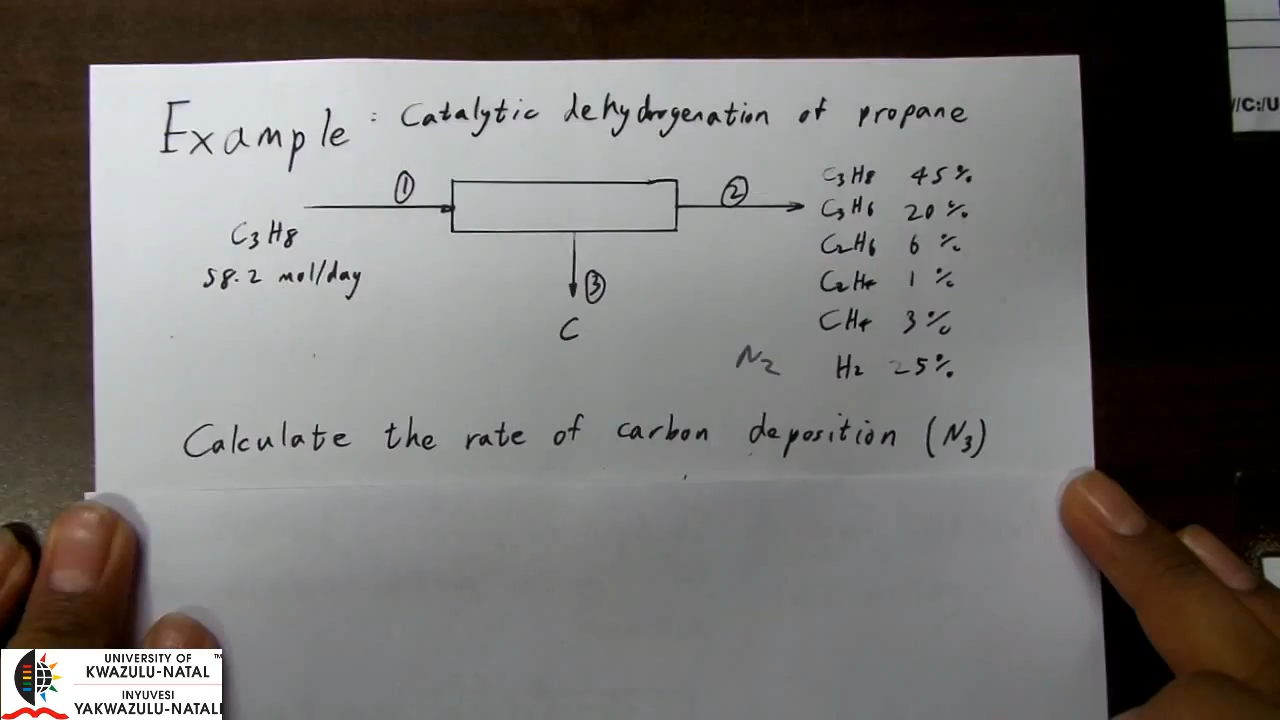 Example : Catalytic dehydrogenation of propane
①
②
C3H8 45%
C3H6 20%
C3H8
C2H6 6%
58.2 mol/day
③
C2H4 1%
C
CH4 3%
N2
H2 25%
Calculate the rate of carbon deposition (N3)
//C:/U
UNIVERSITY OF ™
KWAZULU-NATAL
INYUVESI
YAKWAZULU-NATALI